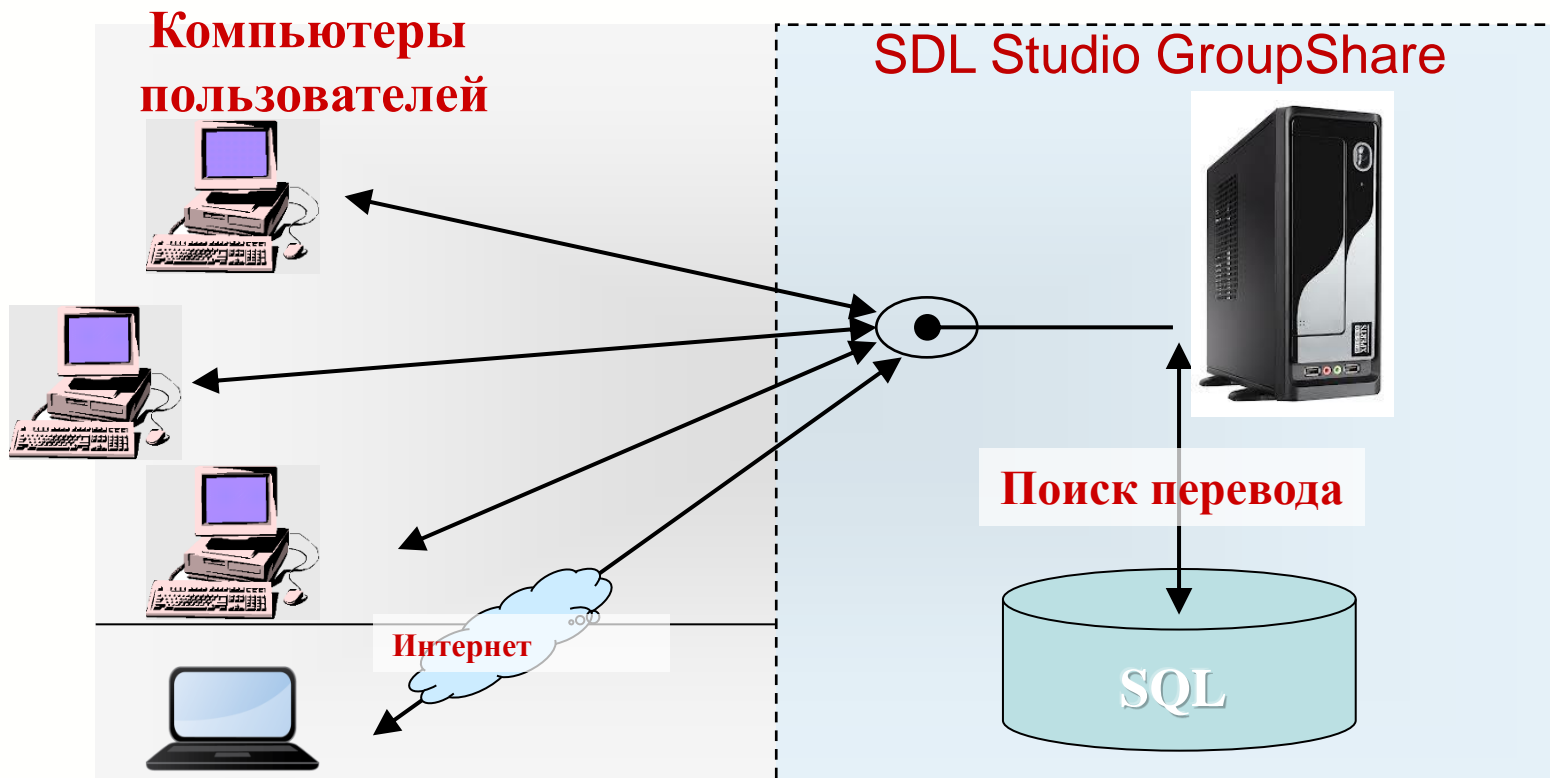 Компьютеры
пользователей
SDL Studio GroupShare
Поиск перевода
Интернет
SQL